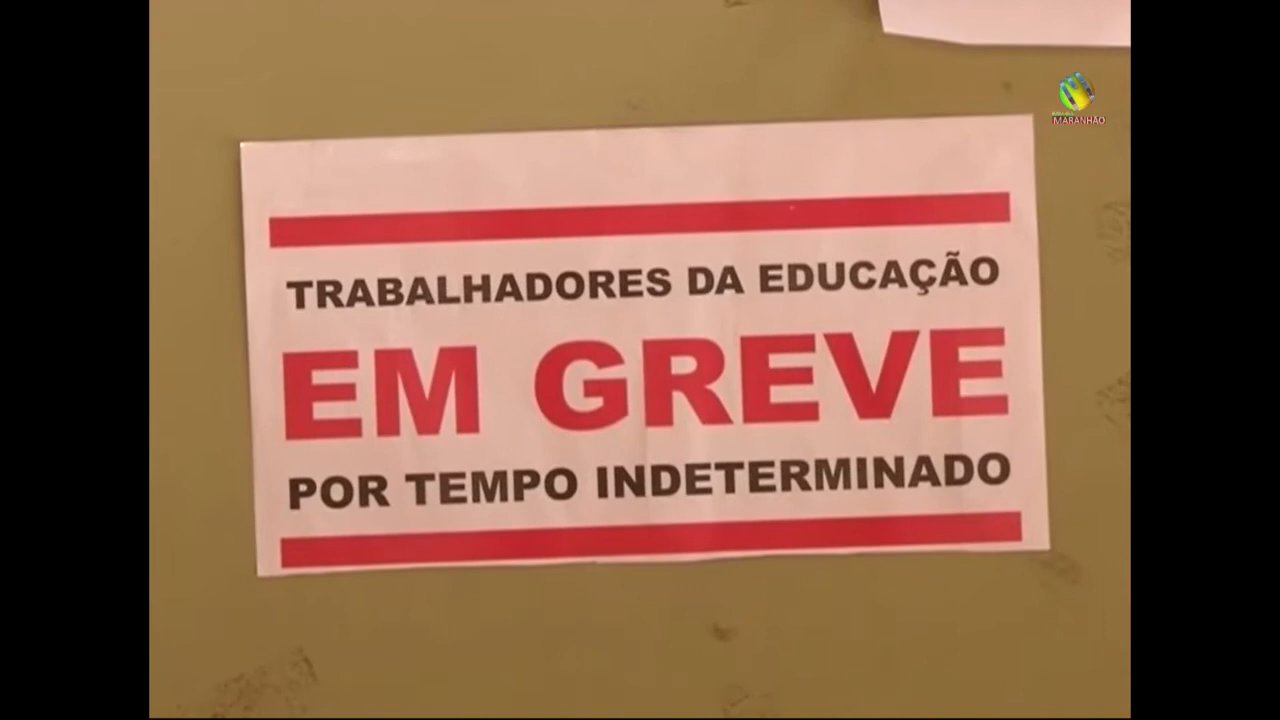 MARANHÃO
TRABALHADORES DA EDUCAÇÃO
EM GREVE
POR TEMPO INDETERMINADO